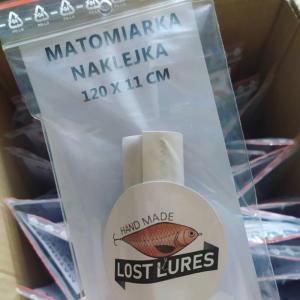 MATOMIARKA
NAKLEJKA
120 X 11 CM
HAND MADE
LOST LURES